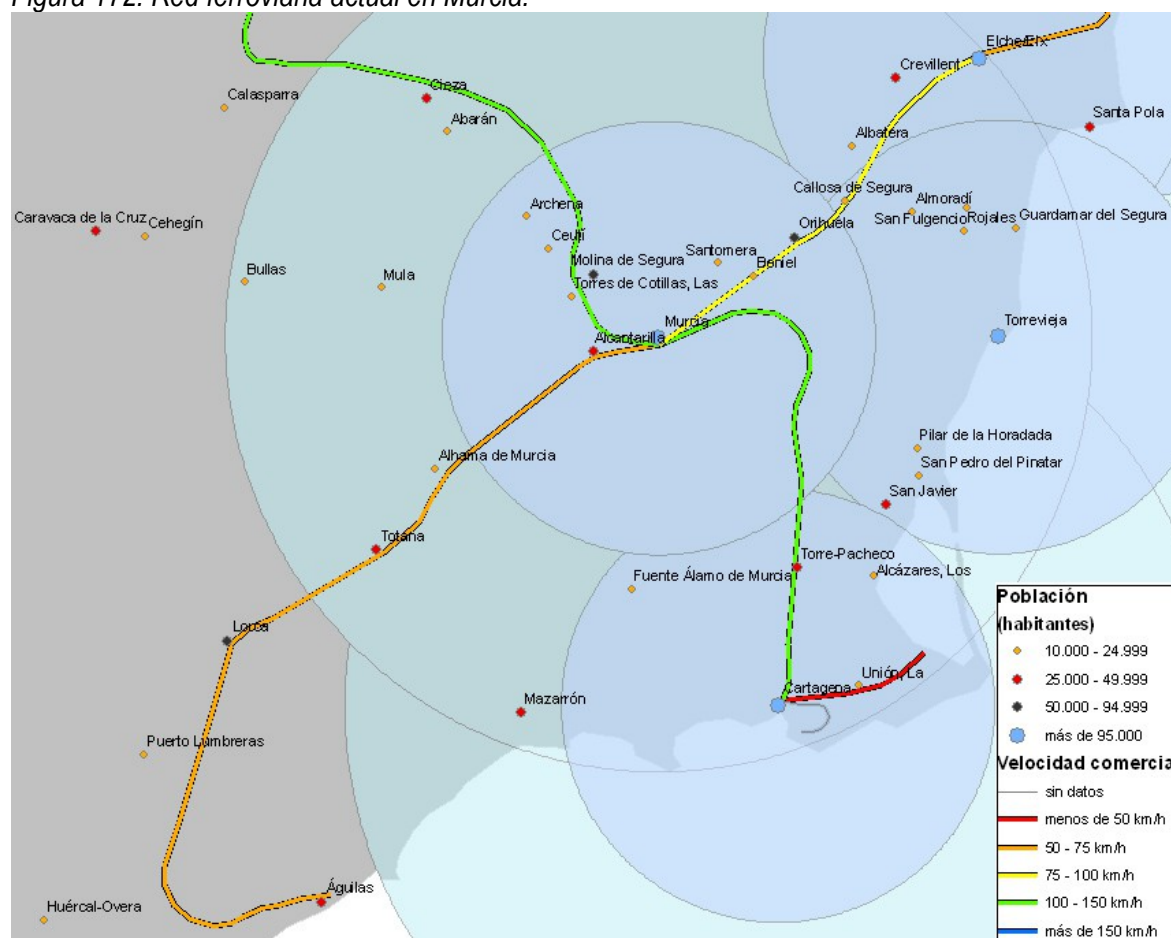 Figura 172. Red ferroviaria actual en Murcia.
Elche/Elx
Crevillent
Cieza
Calasparra
Santa Pola
Abarán
Albatera
Callosa de Segura
Almoradí
Archena
Caravaca de la Cruz
Cehegín
San Fulgencio
Rojales
Guardamar del Segura
Orihuela
Ceutí
Santomera
Molina de Segura
Beniel
Bullas
Mula
Torres de Cotillas, Las
Murcia
Torrevieja
Alcantarilla
Pilar de la Horadada
Alhama de Murcia
San Pedro del Pinatar
San Javier
Totana
Torre-Pacheco
Fuente Álamo de Murcia
Alcázares, Los
Lorca
Unión, La
Cartagena
Mazarrón
Puerto Lumbreras
Águilas
Huércal-Overa
Población
(habitantes)
10.000 - 24.999
25.000 - 49.999
50.000 - 94.999
más de 95.000
Velocidad comercia
sin datos
menos de 50 km/h
50 - 75 km/h
75 - 100 km/h
100 - 150 km/h
más de 150 km/h